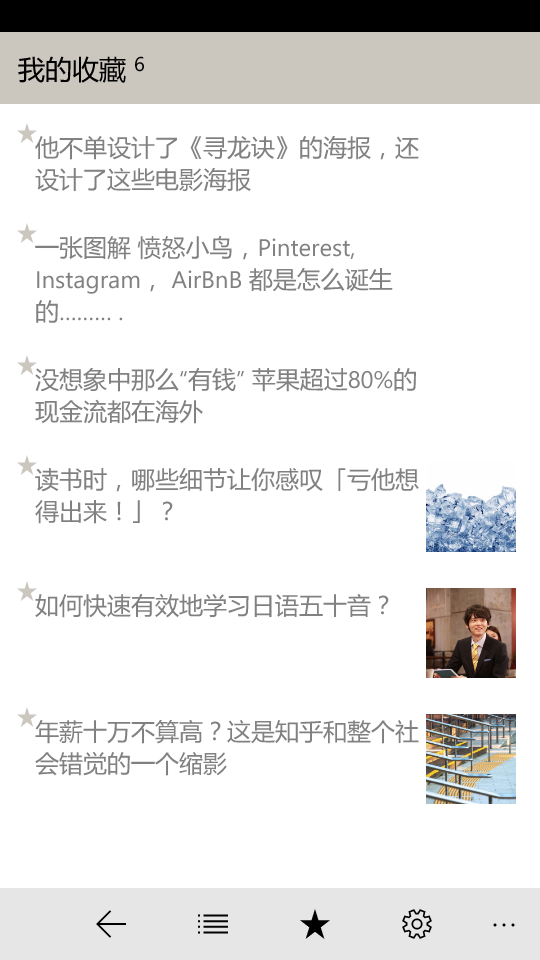 我的收藏 6
他不单设计了《寻龙诀》的海报，还
设计了这些电影海报
一张图解 愤怒小鸟，Pinterest,
Instagram， AirBnB 都是怎么诞生
的……… .
没想象中那么“有钱” 苹果超过80%的
现金流都在海外
读书时，哪些细节让你感叹「亏他想
得出来！」？
如何快速有效地学习日语五十音？
年薪十万不算高？这是知乎和整个社
会错觉的一个缩影